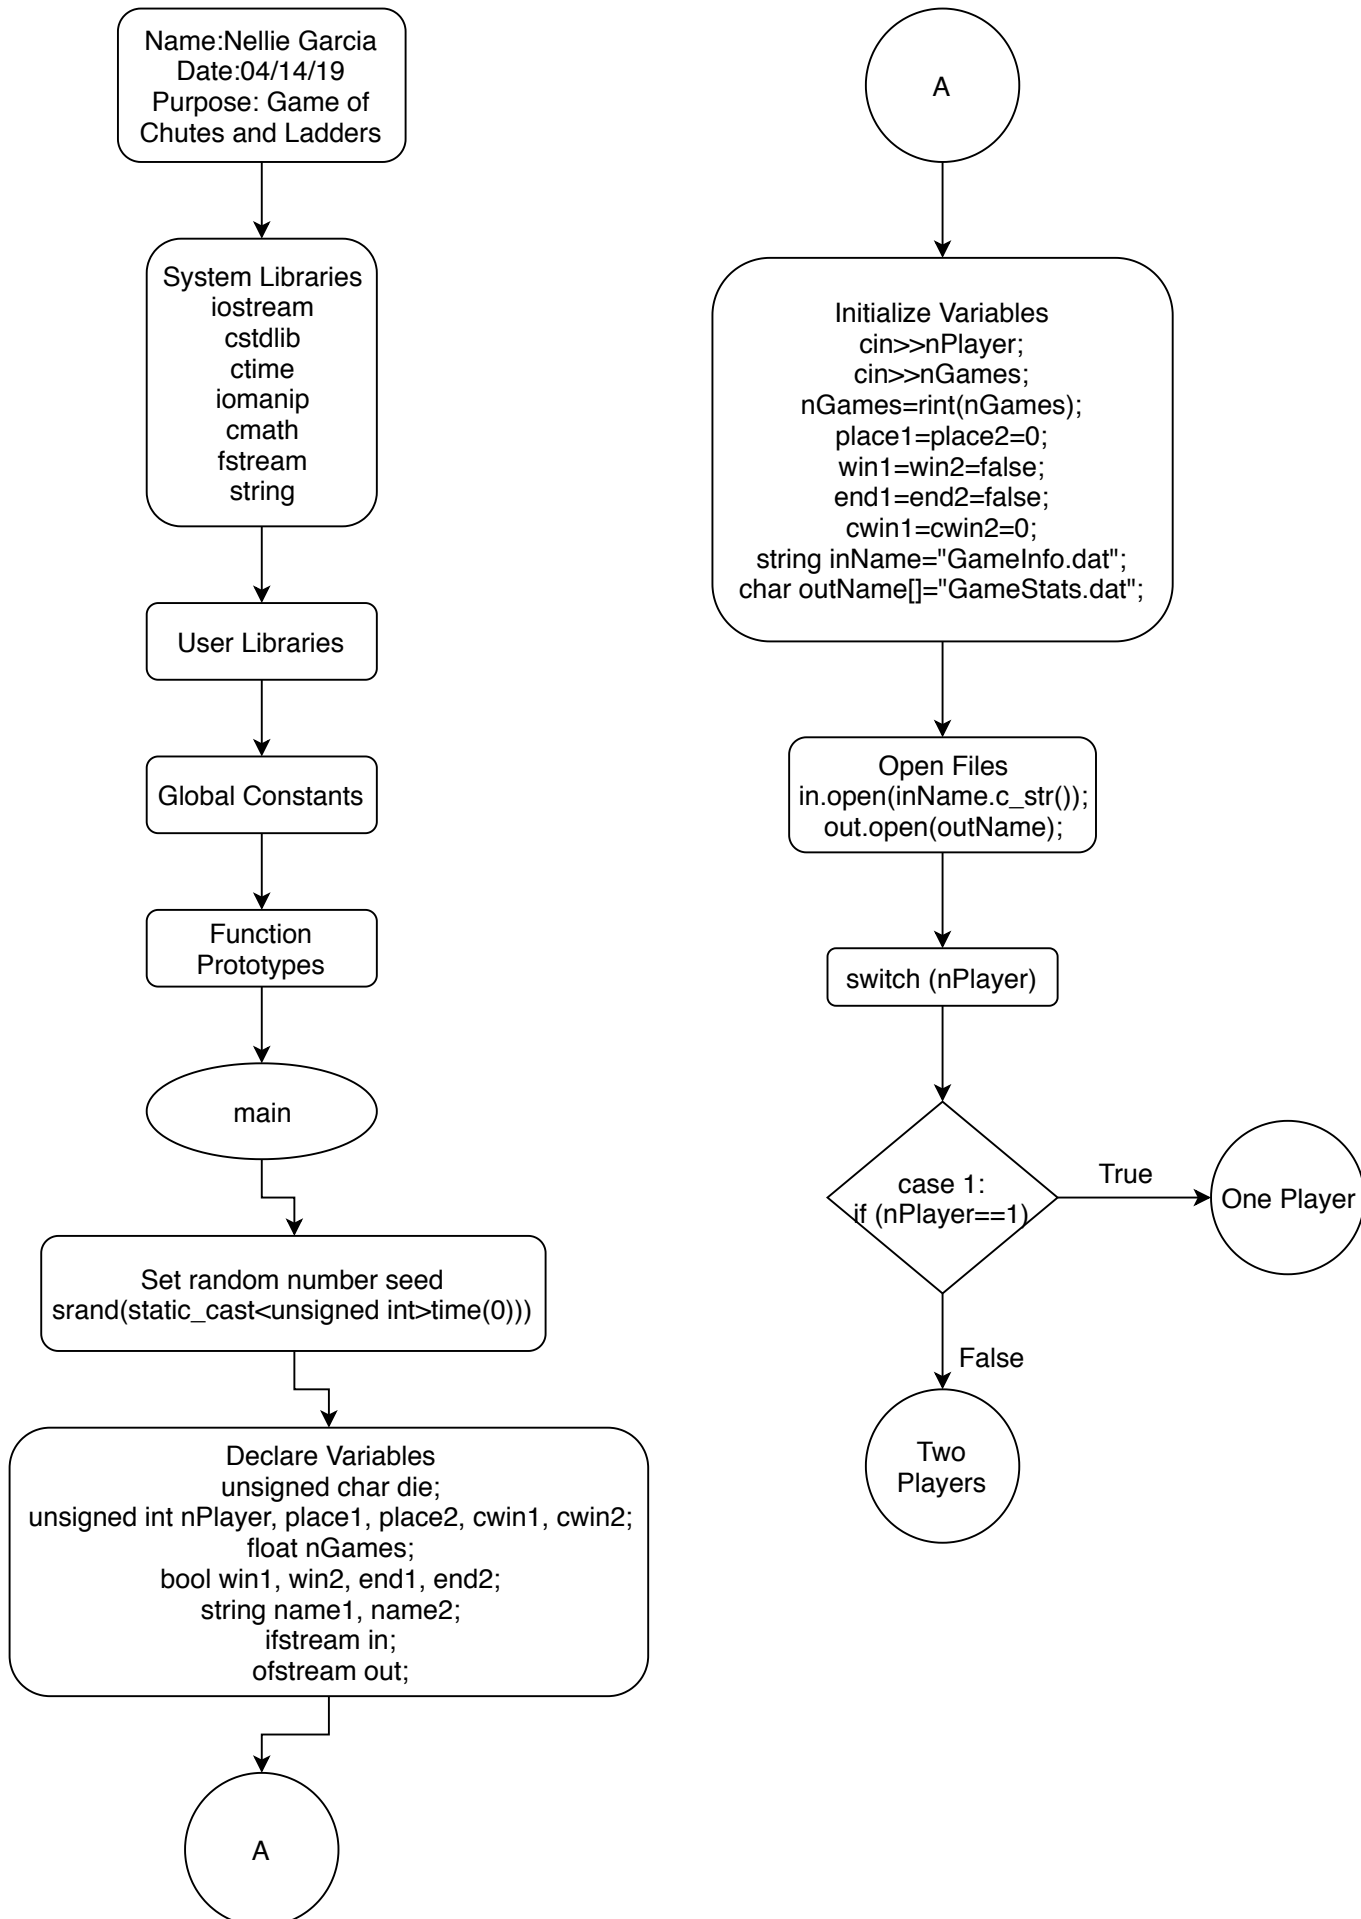 Name:Nellie Garcia
Date:04/14/19
Purpose: Game of
Chutes and Ladders
System Libraries
iostream
cstdlib
ctime
iomanip
cmath
fstream
string
User Libraries
Global Constants
Function
Prototypes
main
Set random number seed
srand(static_cast<unsigned int>time(0)))
Declare Variables
unsigned char die;
unsigned int nPlayer, place1, place2, cwin1, cwin2;
float nGames;
bool win1, win2, end1, end2;
string name1, name2;
ifstream in;
ofstream out;
A
A
Initialize Variables
cin>>nPlayer;
cin>>nGames;
nGames=rint(nGames);
place1=place2=0;
win1=win2=false;
end1=end2=false;
cwin1=cwin2=0;
string inName="GameInfo.dat";
char outName[]="GameStats.dat";
Open Files
in.open(inName.c_str());
out.open(outName);
switch (nPlayer)
case 1:
if (nPlayer==1)
True
One Player
False
Two
Players